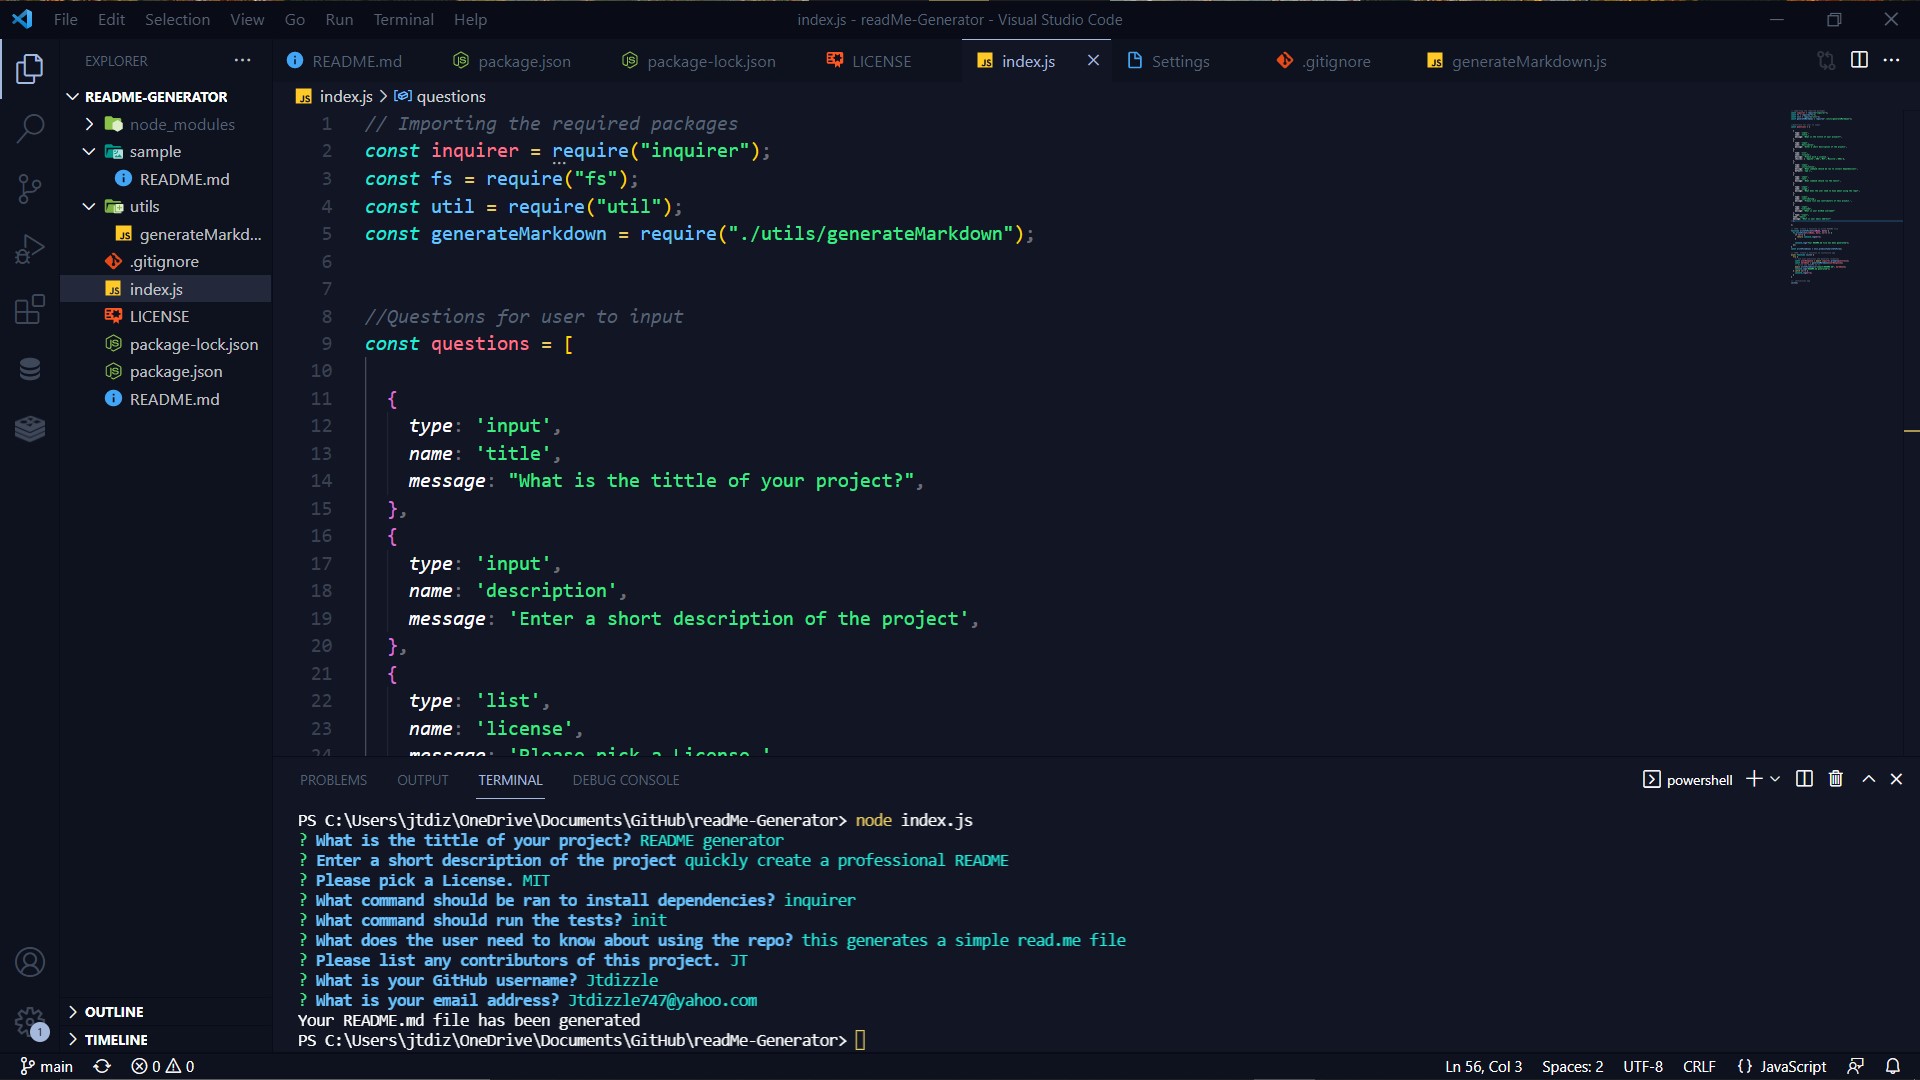 File Edit Selection View Go Run Terminal Help
index.js - readMe-Generator - Visual Studio Code
EXPLORER
README.md package.json package-lock.json LICENSE index.js Settings .gitignore generateMarkdown.js
README-GENERATOR
node_modules
sample
README.md
utils
generateMarkd...
.gitignore
index.js
LICENSE
package-lock.json
package.json
README.md
OUTLINE
TIMELINE
index.js > questions
1 // Importing the required packages
2 const inquirer = require("inquirer");
3 const fs = require("fs");
4 const util = require("util");
5 const generateMarkdown = require("./utils/generateMarkdown");
6
7
8 //Questions for user to input
9 const questions = [
10
11 {
12 type: 'input',
13 name: 'title',
14 message: "What is the tittle of your project?",
15 },
16 {
17 type: 'input',
18 name: 'description',
19 message: 'Enter a short description of the project',
20 },
21 {
22 type: 'list',
23 name: 'license',
24 message: 'Please pick a License.'
PROBLEMS OUTPUT TERMINAL DEBUG CONSOLE
powershell
PS C:\Users\jtdiz\OneDrive\Documents\GitHub\readMe-Generator> node index.js
? What is the tittle of your project? README generator
? Enter a short description of the project quickly create a professional README
? Please pick a License. MIT
? What command should be ran to install dependencies? inquirer
? What command should run the tests? init
? What does the user need to know about using the repo? this generates a simple read.me file
? Please list any contributors of this project. JT
? What is your GitHub username? Jtdizzle
? What is your email address? Jtdizzle747@yahoo.com
Your README.md file has been generated
PS C:\Users\jtdiz\OneDrive\Documents\GitHub\readMe-Generator>
1
main 0 0
Ln 56, Col 3 Spaces: 2 UTF-8 CRLF {} JavaScript